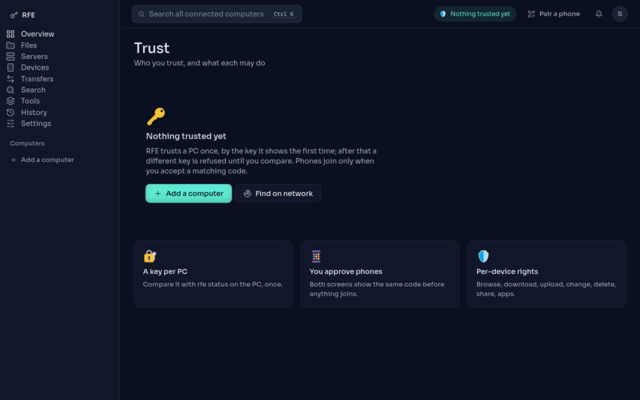 RFE
Search all connected computers Ctrl K
Nothing trusted yet
Pair a phone
S
Overview
Files
Servers
Devices
Transfers
Search
Tools
History
Settings
Computers
+ Add a computer
Trust
Who you trust, and what each may do
Nothing trusted yet
RFE trusts a PC once, by the key it shows the first time; after that a
different key is refused until you compare. Phones join only when
you accept a matching code.
+ Add a computer
Find on network
A key per PC
Compare it with rfe status on the PC, once.
You approve phones
Both screens show the same code before
anything joins.
Per-device rights
Browse, download, upload, change, delete,
share, apps.